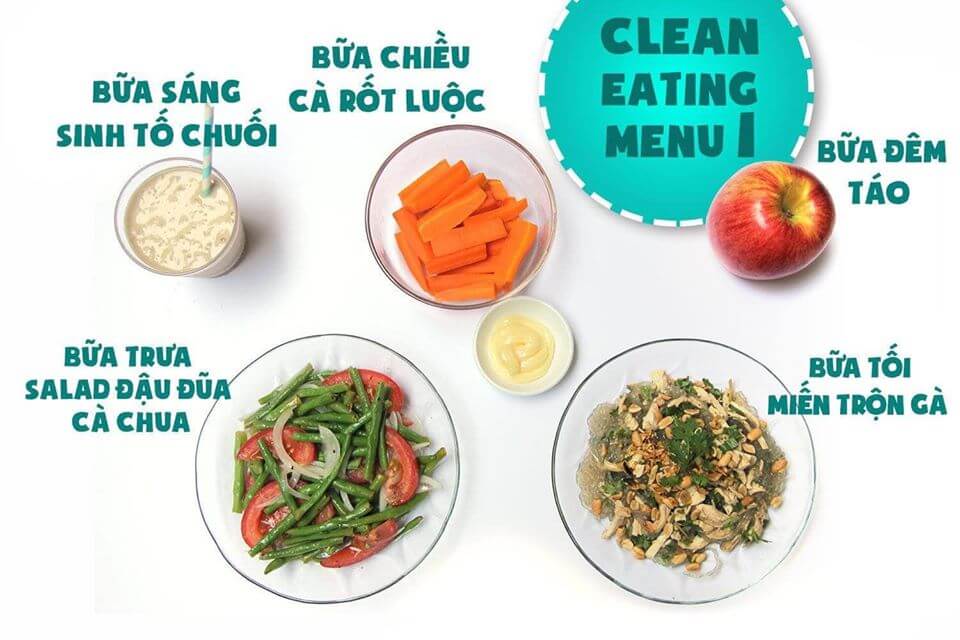 CLEAN
EATING
MENU 1
BỮA SÁNG
SINH TỐ CHUỐI
BỮA CHIỀU
CÀ RỐT LUỘC
BỮA ĐÊM
TÁO
BỮA TRƯA
SALAD ĐẬU ĐŨA
CÀ CHUA
BỮA TỐI
MIẾN TRỘN GÀ